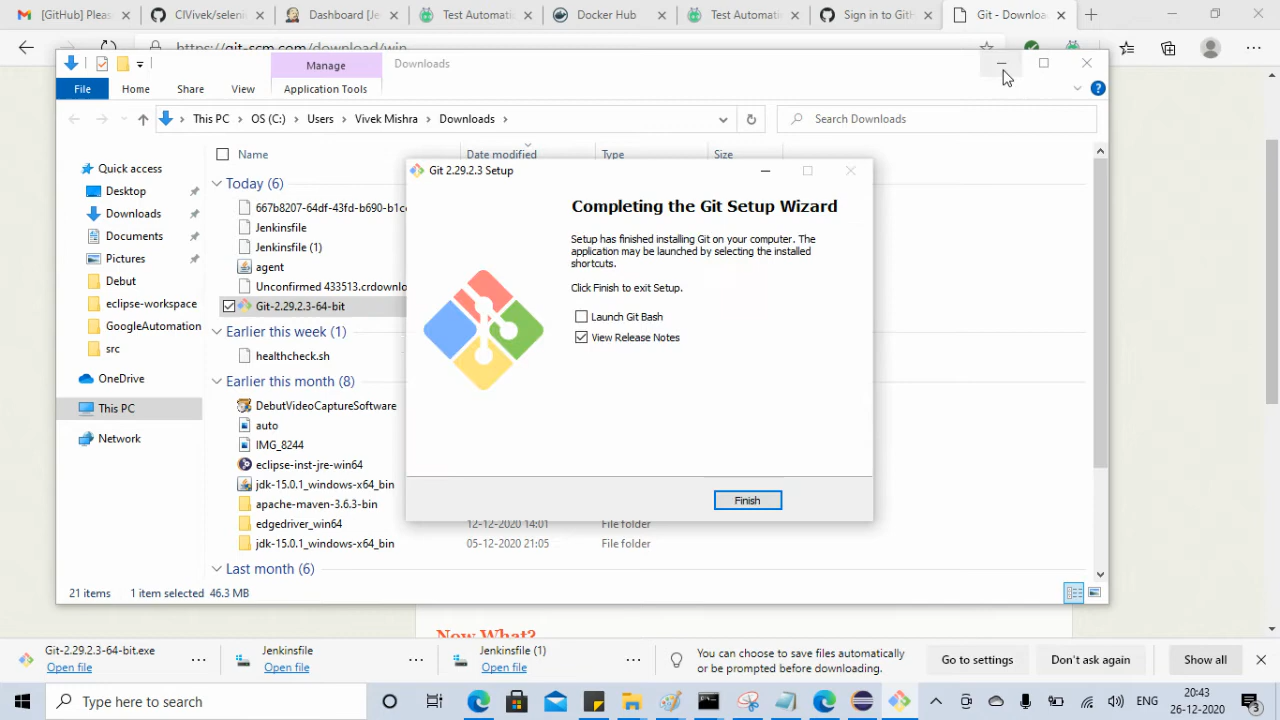 [GitHub] Pleas
CIVivek/seleni
Dashboard [Je
Test Automati
Docker Hub
Test Automati
Sign in to GitH
Git - Downloa
https://git-scm.com/download/win
Manage
Downloads
File
Home
Share
View
Application Tools
This PC > OS (C:) > Users > Vivek Mishra > Downloads >
Search Downloads
Name
Date modified
Type
Size
Quick access
Desktop
Downloads
Documents
Pictures
Debut
eclipse-workspace
GoogleAutomation
src
OneDrive
This PC
Network
Today (6)
667b8207-64df-43fd-b690-b1c
Jenkinsfile
Jenkinsfile (1)
agent
Unconfirmed 433513.crdownlo
Git-2.29.2.3-64-bit
Earlier this week (1)
healthcheck.sh
Earlier this month (8)
DebutVideoCaptureSoftware
auto
IMG_8244
eclipse-inst-jre-win64
jdk-15.0.1_windows-x64_bin
apache-maven-3.6.3-bin
edgedriver_win64
12-12-2020 14:01
File folder
jdk-15.0.1_windows-x64_bin
05-12-2020 21:05
File folder
Last month (6)
21 items
1 item selected 46.3 MB
Git 2.29.2.3 Setup
Completing the Git Setup Wizard
Setup has finished installing Git on your computer. The
application may be launched by selecting the installed
shortcuts.
Click Finish to exit Setup.
Launch Git Bash
View Release Notes
Finish
Now What?
Git-2.29.2.3-64-bit.exe
Open file
Jenkinsfile
Open file
Jenkinsfile (1)
Open file
You can choose to save files automatically
or be prompted before downloading.
Go to settings
Don't ask again
Show all
Type here to search
ENG
20:43
26-12-2020
3